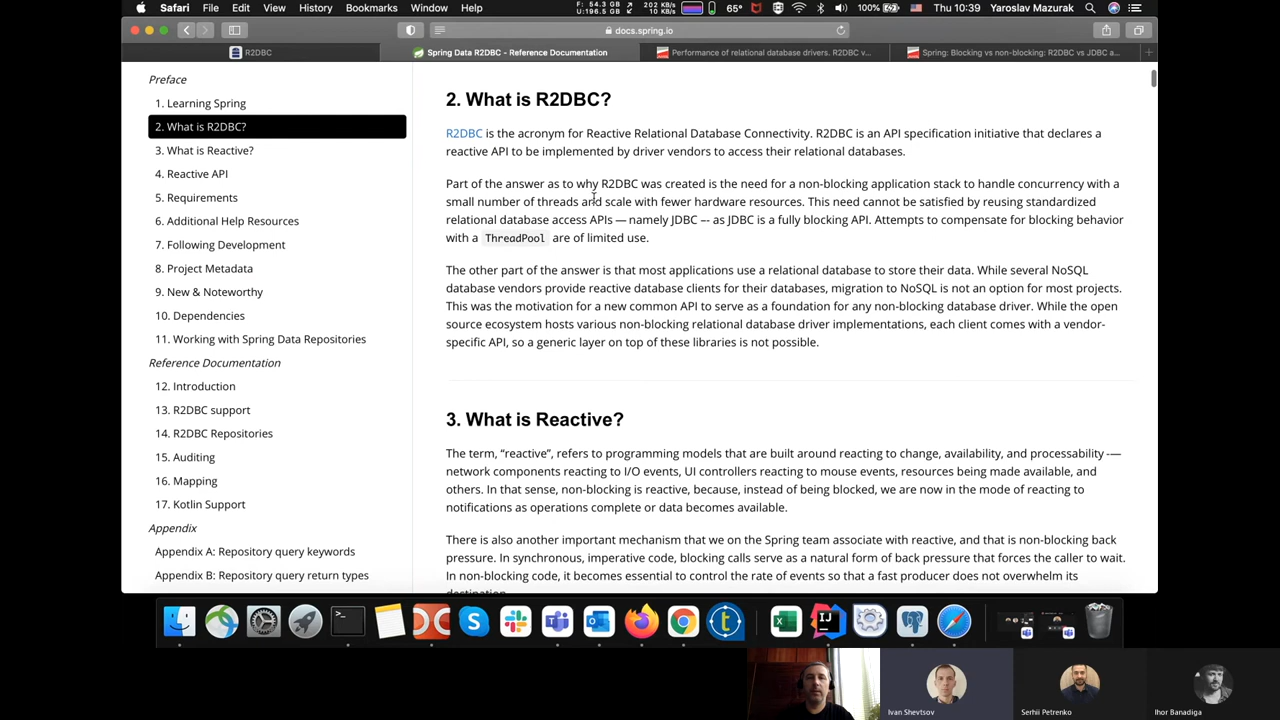 Safari File Edit View History Bookmarks Window Help
F: 54.3 GB
U:196.5 GB
202 KB
10 KB
65° 100% Thu 10:39 Yaroslav Mazurak
docs.spring.io
R2DBC
Spring Data R2DBC - Reference Documentation
Performance of relational database drivers. R2DBC v...
Spring: Blocking vs non-blocking: R2DBC vs JDBC a...
Preface
1. Learning Spring
2. What is R2DBC?
3. What is Reactive?
4. Reactive API
5. Requirements
6. Additional Help Resources
7. Following Development
8. Project Metadata
9. New & Noteworthy
10. Dependencies
11. Working with Spring Data Repositories
Reference Documentation
12. Introduction
13. R2DBC support
14. R2DBC Repositories
15. Auditing
16. Mapping
17. Kotlin Support
Appendix
Appendix A: Repository query keywords
Appendix B: Repository query return types
2. What is R2DBC?
R2DBC is the acronym for Reactive Relational Database Connectivity. R2DBC is an API specification initiative that declares a
reactive API to be implemented by driver vendors to access their relational databases.
Part of the answer as to why R2DBC was created is the need for a non-blocking application stack to handle concurrency with a
small number of threads and scale with fewer hardware resources. This need cannot be satisfied by reusing standardized
relational database access APIs — namely JDBC –- as JDBC is a fully blocking API. Attempts to compensate for blocking behavior
with a ThreadPool are of limited use.
The other part of the answer is that most applications use a relational database to store their data. While several NoSQL
database vendors provide reactive database clients for their databases, migration to NoSQL is not an option for most projects.
This was the motivation for a new common API to serve as a foundation for any non-blocking database driver. While the open
source ecosystem hosts various non-blocking relational database driver implementations, each client comes with a vendor-
specific API, so a generic layer on top of these libraries is not possible.
3. What is Reactive?
The term, “reactive”, refers to programming models that are built around reacting to change, availability, and processability -—
network components reacting to I/O events, UI controllers reacting to mouse events, resources being made available, and
others. In that sense, non-blocking is reactive, because, instead of being blocked, we are now in the mode of reacting to
notifications as operations complete or data becomes available.
There is also another important mechanism that we on the Spring team associate with reactive, and that is non-blocking back
pressure. In synchronous, imperative code, blocking calls serve as a natural form of back pressure that forces the caller to wait.
In non-blocking code, it becomes essential to control the rate of events so that a fast producer does not overwhelm its
destination.
Ivan Shevtsov
Serhii Petrenko
Ihor Banadiga